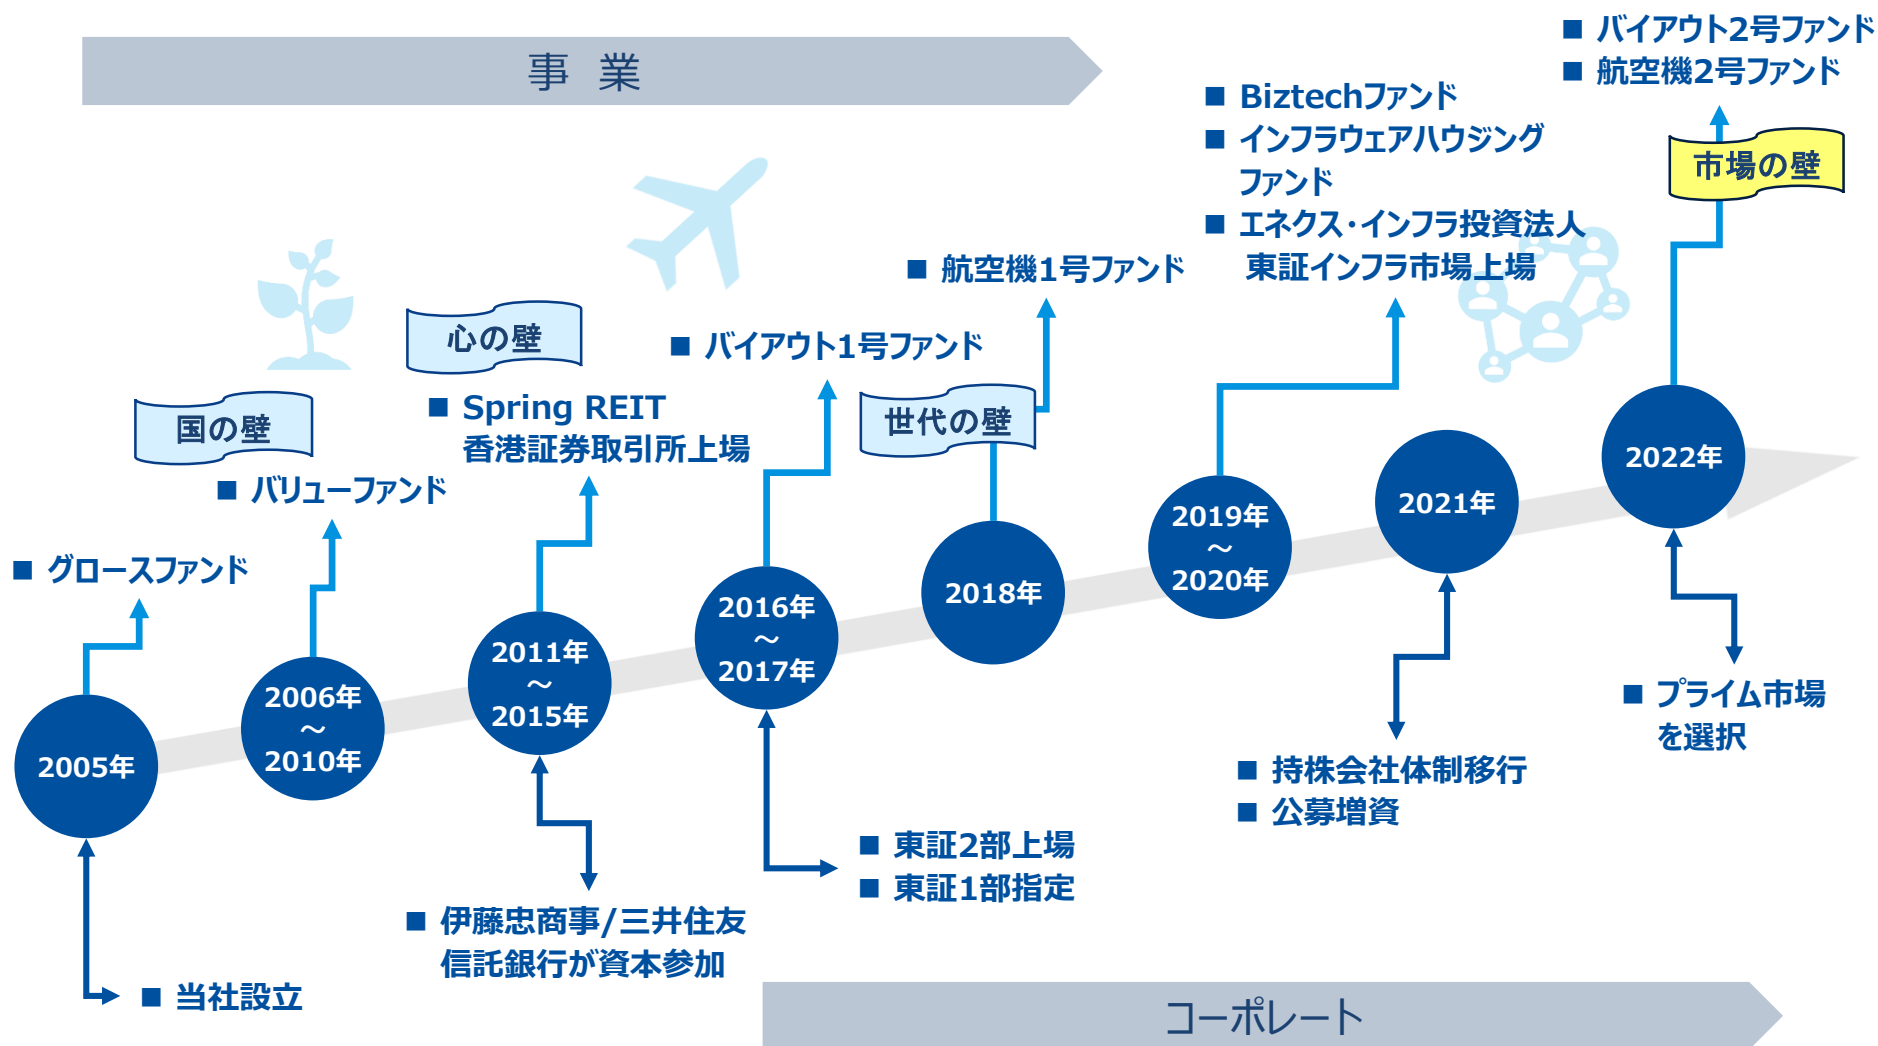 事 業
■ バイアウト2号ファンド
■ 航空機2号ファンド
■ Biztechファンド
■ インフラウェアハウジング
ファンド
■ エネクス・インフラ投資法人
東証インフラ市場上場
市場の壁
■ 航空機1号ファンド
■ バイアウト1号ファンド
世代の壁
心の壁
■ Spring REIT
香港証券取引所上場
国の壁
■ バリューファンド
■ グロースファンド
2005年
2006年
～
2010年
2011年
～
2015年
2016年
～
2017年
2018年
2019年
～
2020年
2021年
2022年
■ 当社設立
■ 伊藤忠商事/三井住友
信託銀行が資本参加
■ 東証2部上場
■ 東証1部指定
■ 持株会社体制移行
■ 公募増資
■ プライム市場
を選択
コーポレート